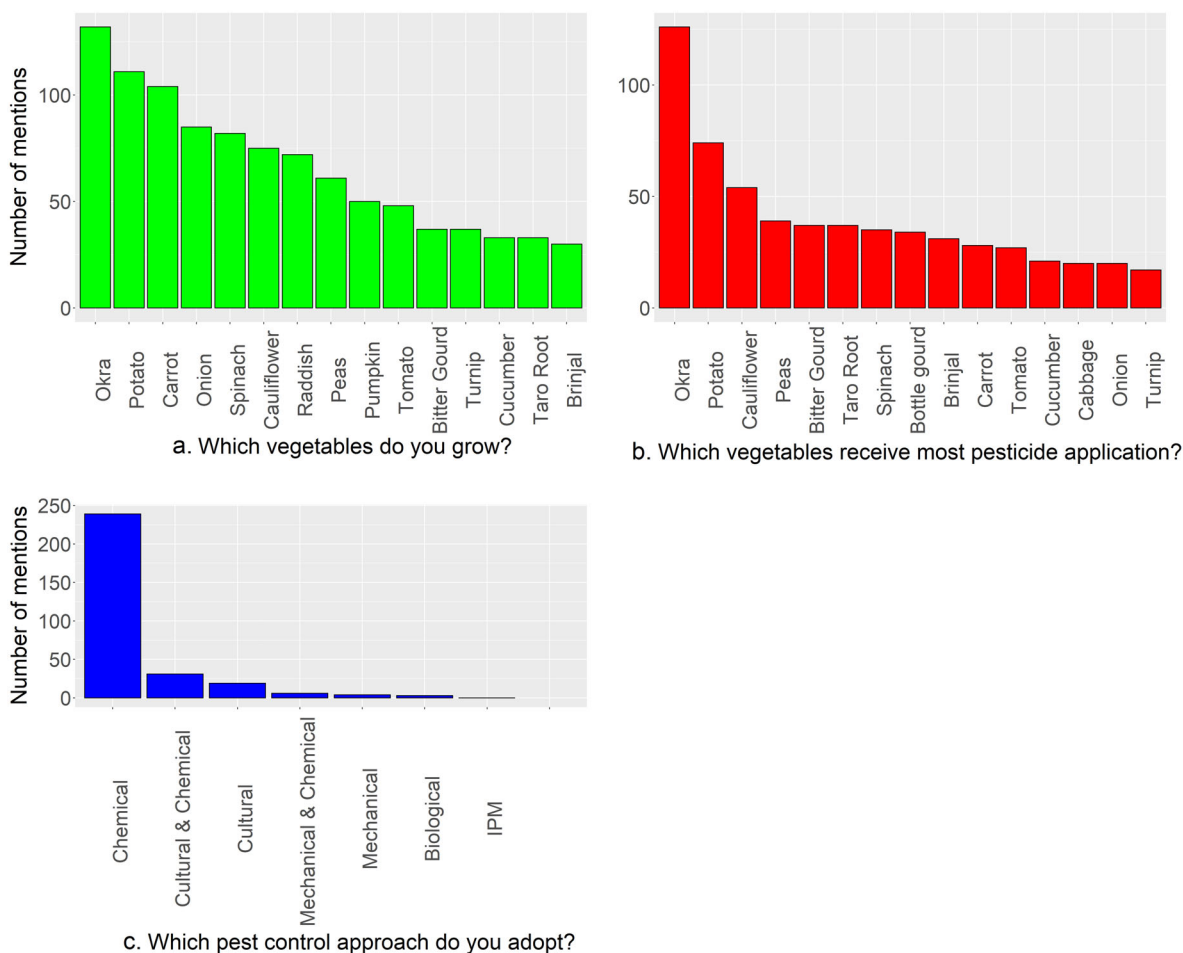 Number of mentions
100
50
0
Okra
Potato
Carrot
Onion
Spinach
Cauliflower
Raddish
Peas
Pumpkin
Tomato
Bitter Gourd
Turnip
Cucumber
Taro Root
Brinjal
a. Which vegetables do you grow?
100
50
0
Okra
Potato
Cauliflower
Peas
Bitter Gourd
Taro Root
Spinach
Bottle gourd
Brinjal
Carrot
Tomato
Cucumber
Cabbage
Onion
Turnip
b. Which vegetables receive most pesticide application?
Number of mentions
250
200
150
100
50
0
Chemical
Cultural & Chemical
Cultural
Mechanical & Chemical
Mechanical
Biological
IPM
c. Which pest control approach do you adopt?